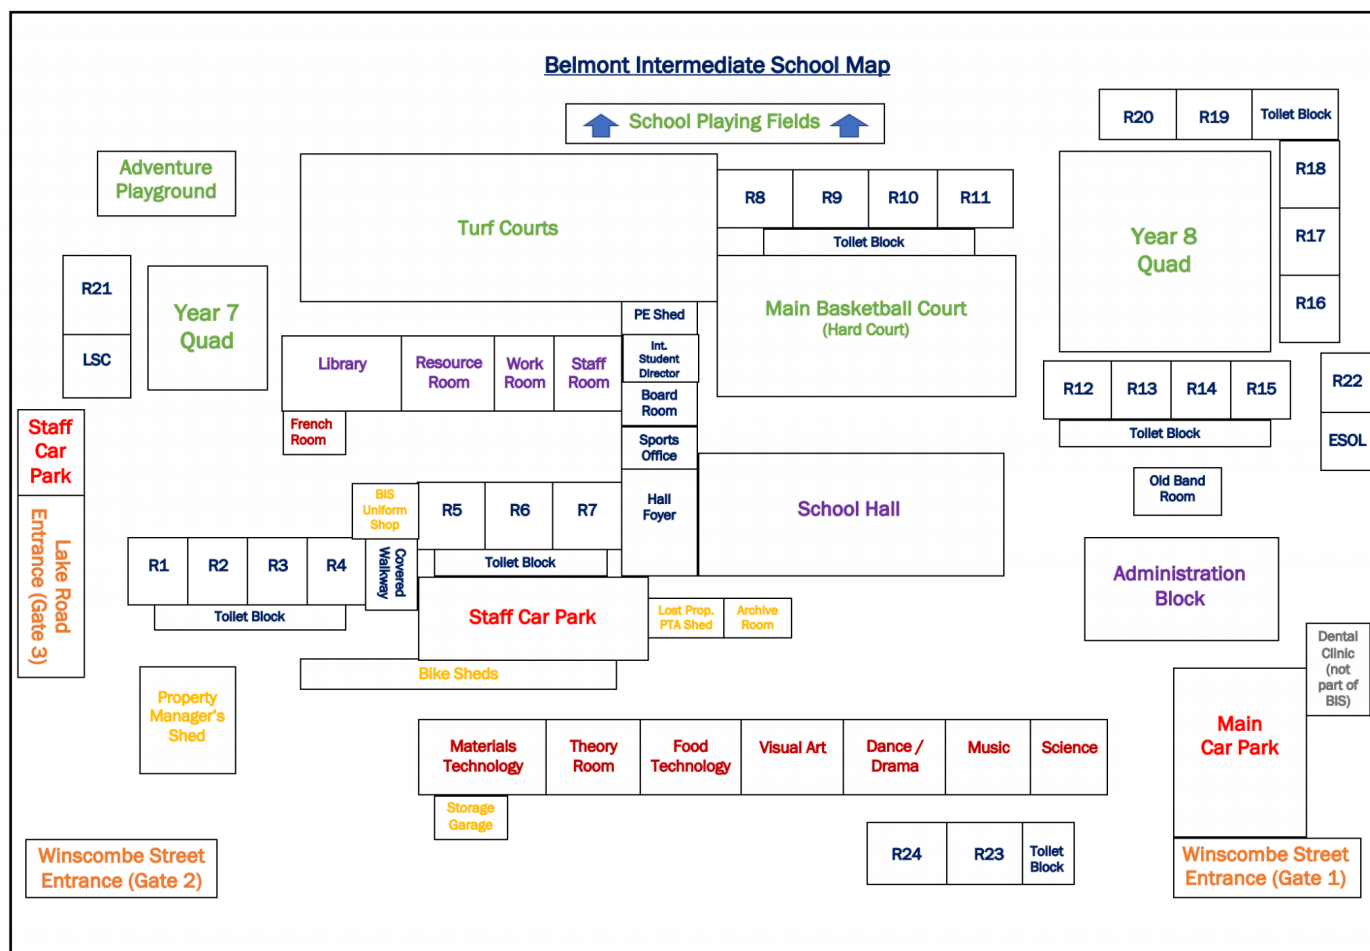 Belmont Intermediate School Map
School Playing Fields
R20
R19
Toilet Block
Adventure
Playground
Turf Courts
R8
R9
R10
R11
Toilet Block
R18
R17
R16
Year 8
Quad
R21
LSC
Year 7
Quad
PE Shed
Main Basketball Court
(Hard Court)
Library
Resource
Room
Work
Room
Staff
Room
Int.
Student
Director
Board
Room
R12
R13
R14
R15
Toilet Block
R22
ESOL
French
Room
Staff
Car
Park
Sports
Office
Old Band
Room
BIS
Uniform
Shop
R5
R6
R7
Hall
Foyer
School Hall
Lake Road
Entrance (Gate 3)
R1
R2
R3
R4
Covered
Walkway
Toilet Block
Toilet Block
Administration
Block
Staff Car Park
Lost Prop.
PTA Shed
Archive
Room
Dental
Clinic
(not
part of
BIS)
Bike Sheds
Property
Manager's
Shed
Main
Car Park
Materials
Technology
Theory
Room
Food
Technology
Visual Art
Dance /
Drama
Music
Science
Storage
Garage
R24
R23
Toilet
Block
Winscombe Street
Entrance (Gate 2)
Winscombe Street
Entrance (Gate 1)